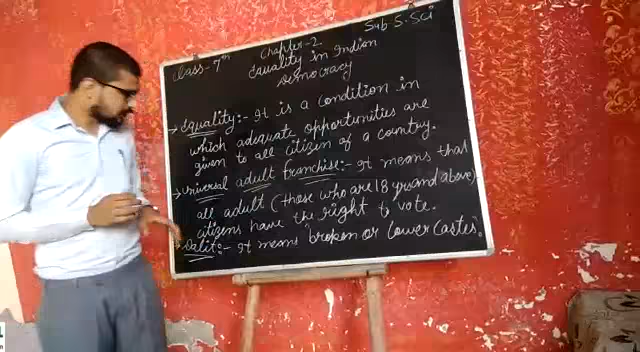 Class- 7th
Chapter-2
Sub-S.Sci
Equality in Indian
Democracy
→ Equality:- It is a condition in
which adequate opportunities are
given to all citizen of a country.
→ Universal adult franchise:- It means that
all adult (those who are 18 yrs and above)
citizens have the right to vote.
→ Dalit:- It means 'broken or lower castes'.